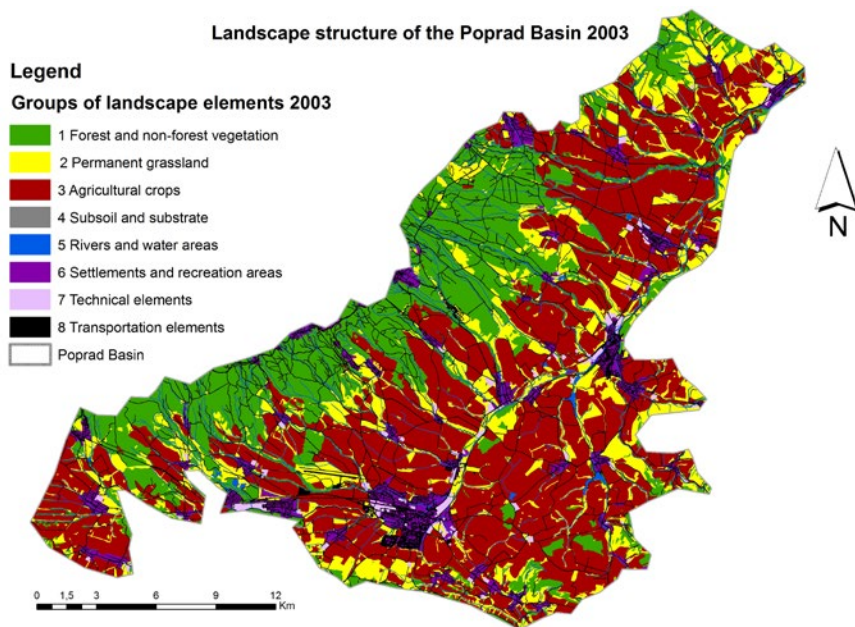 Landscape structure of the Poprad Basin 2003
Legend
Groups of landscape elements 2003
1 Forest and non-forest vegetation
2 Permanent grassland
3 Agricultural crops
4 Subsoil and substrate
5 Rivers and water areas
6 Settlements and recreation areas
7 Technical elements
8 Transportation elements
Poprad Basin
N
0 1,5 3 6 9 12
Km